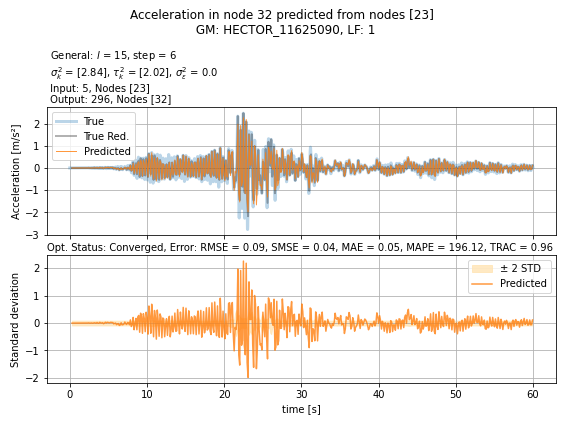 Acceleration in node 32 predicted from nodes [23]
GM: HECTOR_11625090, LF: 1
General: l = 15, step = 6
σ²ₖ = [2.84], τ²ₖ = [2.02], σ²ε = 0.0
Input: 5, Nodes [23]
Output: 296, Nodes [32]
True
True Red.
Predicted
Acceleration [m/s²]
2
1
0
−1
−2
−3
Opt. Status: Converged, Error: RMSE = 0.09, SMSE = 0.04, MAE = 0.05, MAPE = 196.12, TRAC = 0.96
± 2 STD
Predicted
Standard deviation
2
1
0
−1
−2
0 10 20 30 40 50 60
time [s]